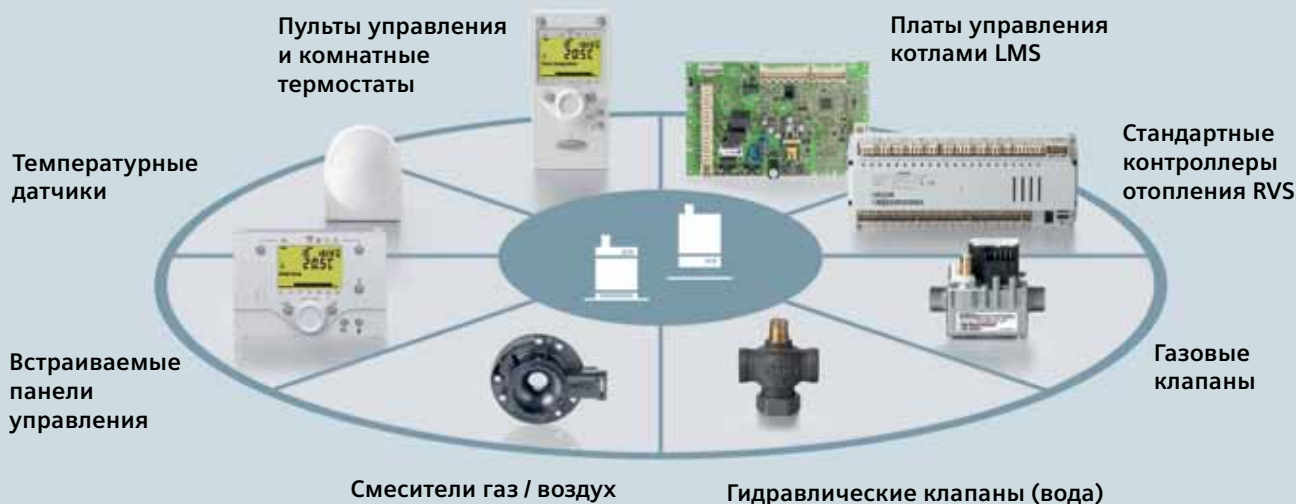 Пульты управления
и комнатные
термостаты
Платы управления
котлами LMS
Температурные
датчики
Стандартные
контроллеры
отопления RVS
Встраиваемые
панели
управления
Газовые
клапаны
Смесители газ / воздух
Гидравлические клапаны (вода)